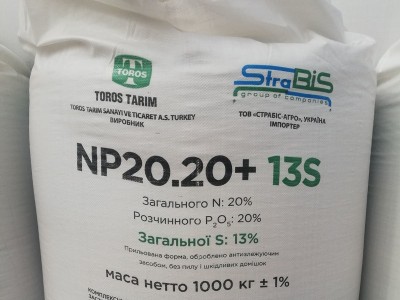 TOROS
TOROS TARIM
TOROS TARIM SANAYI VE TICARET A.S. TURKEY
ВИРОБНИК
StraBiS
group of companies
ТОВ «СТРАБІС-АГРО», УКРАЇНА
ІМПОРТЕР
NP20.20+ 13S
Загального N: 20%
Розчинного P₂O₅: 20%
Загальної S: 13%
Прильована форма, оброблено антизлежуючим
засобом, без пилу і шкідливих домішок
маса нетто 1000 кг ± 1%